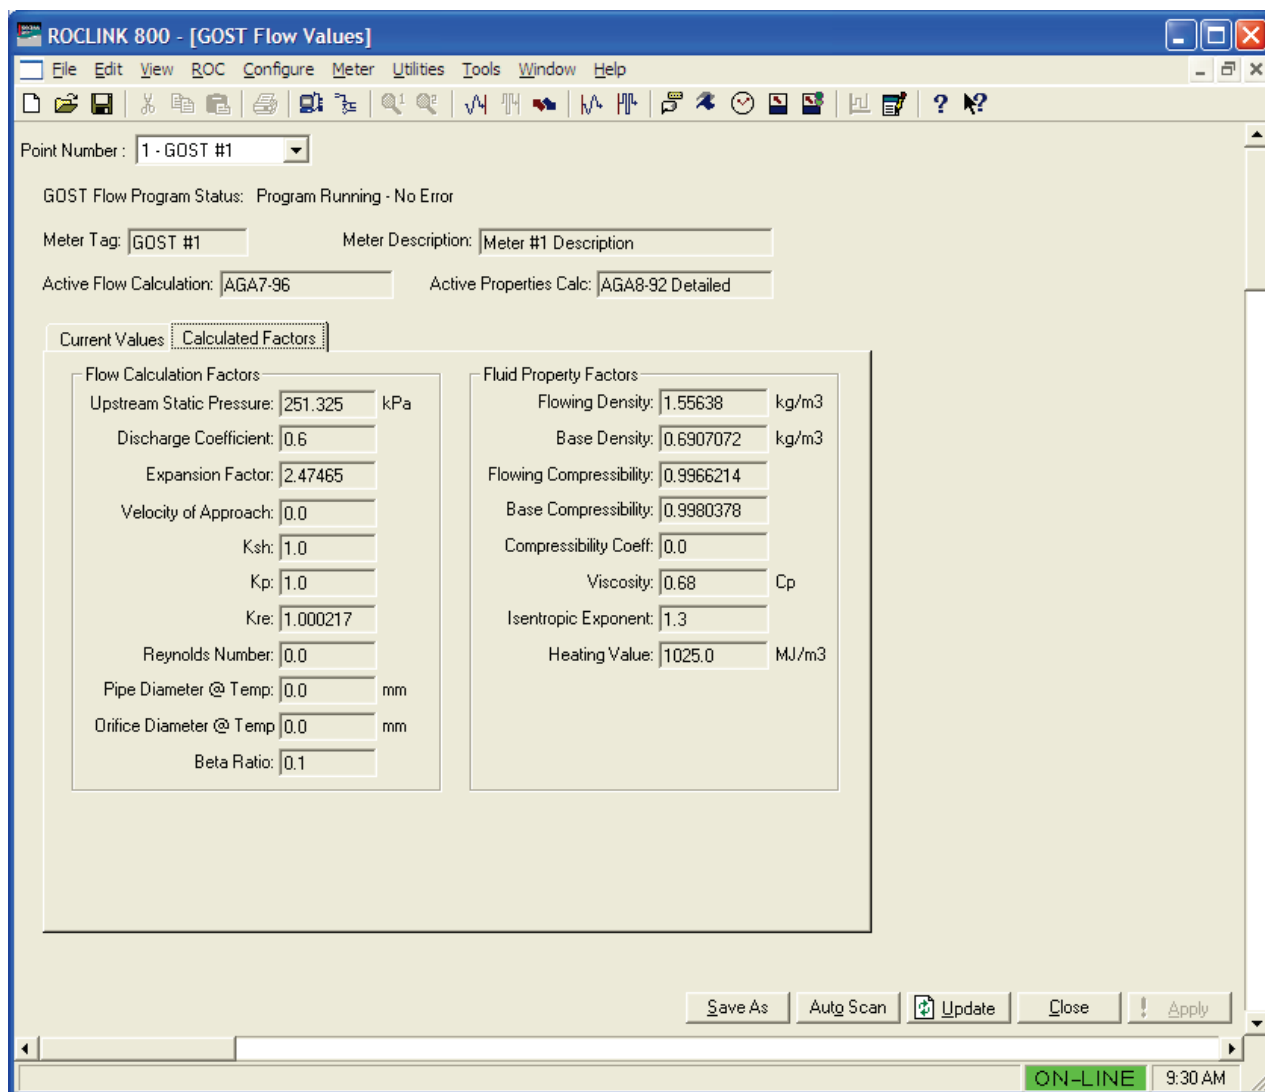 ROCLINK 800 - [GOST Flow Values]
File Edit View ROC Configure Meter Utilities Tools Window Help
Point Number : 1 - GOST #1
GOST Flow Program Status: Program Running - No Error
Meter Tag: GOST #1 Meter Description: Meter #1 Description
Active Flow Calculation: AGA7-96 Active Properties Calc: AGA8-92 Detailed
Current Values Calculated Factors
Flow Calculation Factors
Upstream Static Pressure: 251.325 kPa
Discharge Coefficient: 0.6
Expansion Factor: 2.47465
Velocity of Approach: 0.0
Ksh: 1.0
Kp: 1.0
Kre: 1.000217
Reynolds Number: 0.0
Pipe Diameter @ Temp: 0.0 mm
Orifice Diameter @ Temp 0.0 mm
Beta Ratio: 0.1
Fluid Property Factors
Flowing Density: 1.55638 kg/m3
Base Density: 0.6907072 kg/m3
Flowing Compressibility: 0.9966214
Base Compressibility: 0.9980378
Compressibility Coeff: 0.0
Viscosity: 0.68 Cp
Isentropic Exponent: 1.3
Heating Value: 1025.0 MJ/m3
Save As Auto Scan Update Close Apply
ON-LINE 9:30 AM